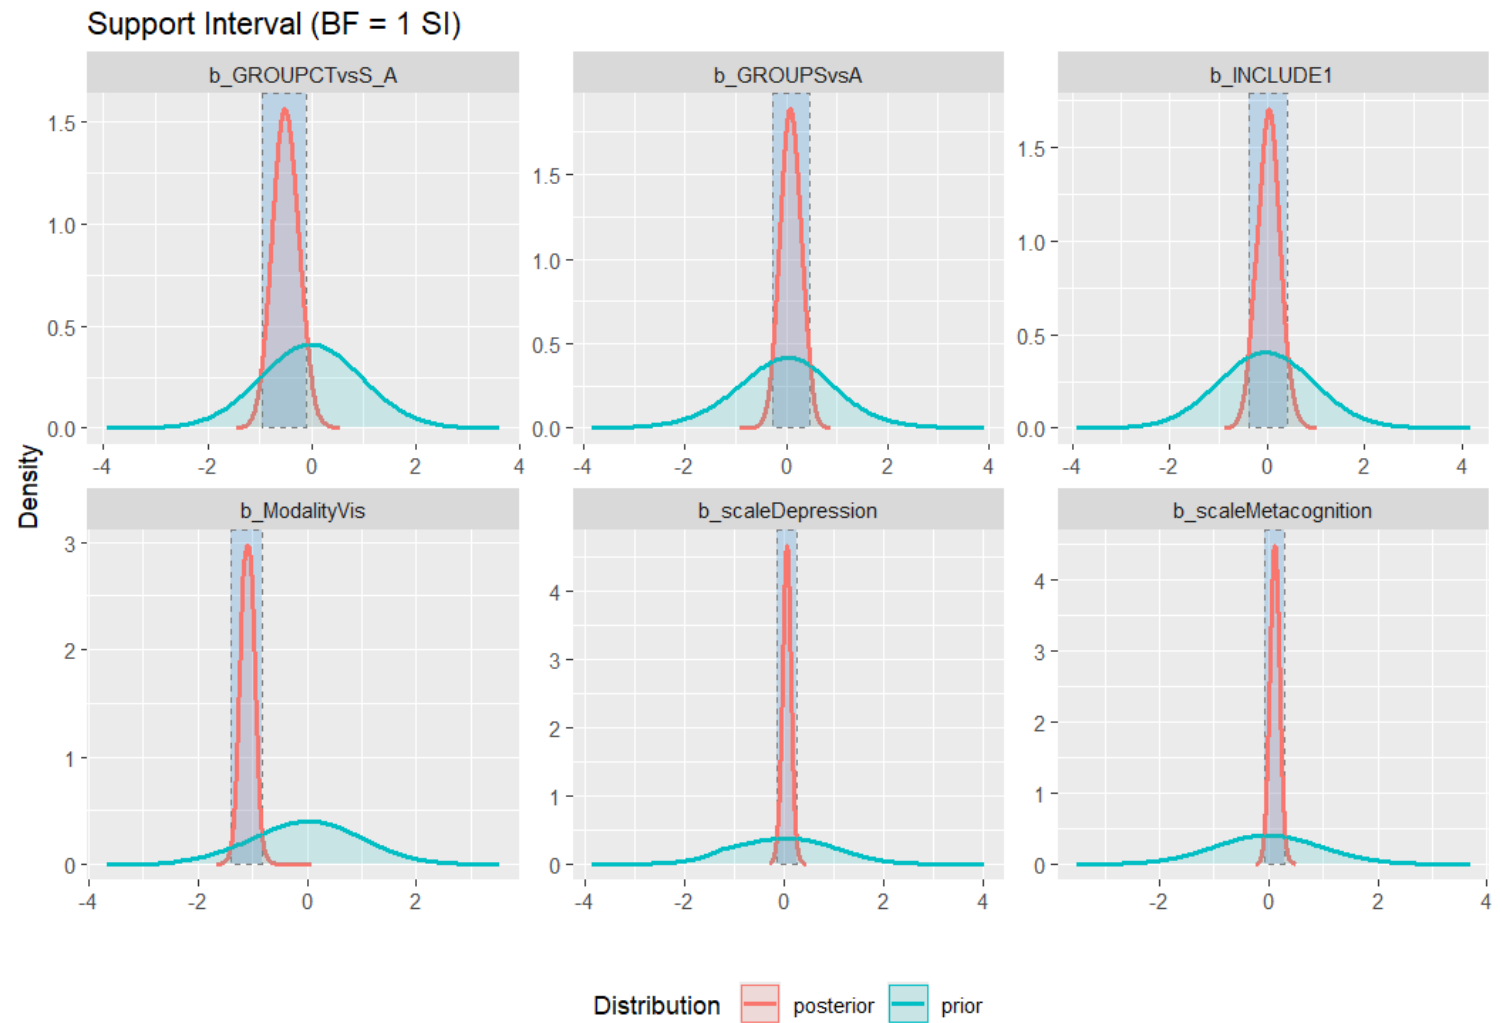 Support Interval (BF = 1 SI)
b_GROUPCTvsS_A
b_GROUPSvsA
b_INCLUDE1
1.5
1.0
0.5
0.0
-4 -2 0 2 4
1.5
1.0
0.5
0.0
-4 -2 0 2 4
1.5
1.0
0.5
0.0
-4 -2 0 2 4
Density
b_ModalityVis
b_scaleDepression
b_scaleMetacognition
3
2
1
0
-4 -2 0 2
4
3
2
1
0
-4 -2 0 2 4
4
3
2
1
0
-2 0 2 4
Distribution posterior prior